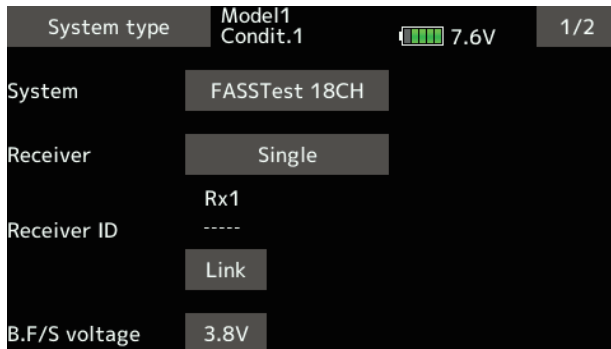 System type
Model1
Condit.1
7.6V
1/2
System
FASSTest 18CH
Receiver
Single
Rx1
Receiver ID
-----
Link
B.F/S voltage
3.8V